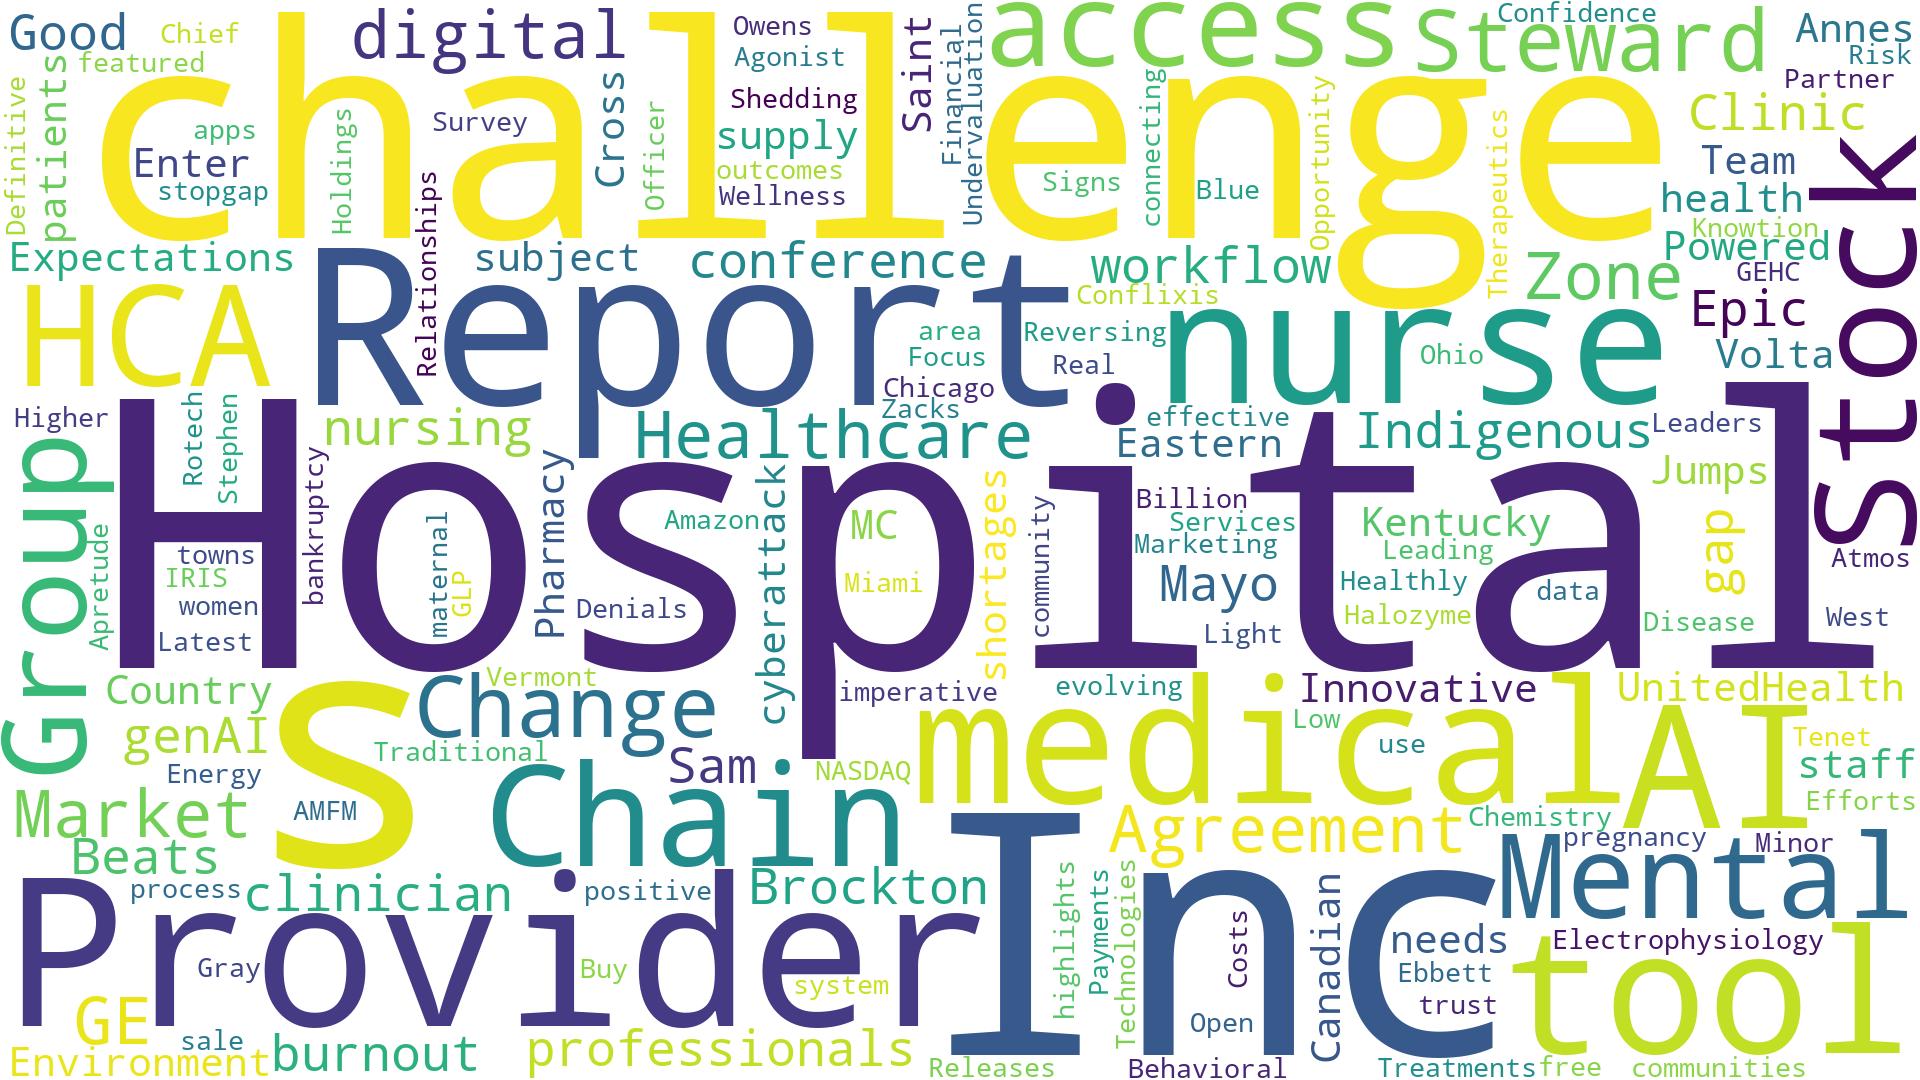 Good
Chief
featured
digital
Owens
Agonist
Saint
Financial
Undervaluation
access
Steward
Confidence
Annes
Risk
Partner
challenge
Definitive
patients
apps
Enter
stopgap
Holdings
Survey
Cross
Officer
Shedding
supply
outcomes
Wellness
Signs
connecting
Blue
Opportunity
Therapeutics
Clinic
Team
health
Knowtion
Powered
GEHC
Stock
Expectations
Relationships
subject
conference
workflow
Zone
Conflixis
Epic
Volta
HCA
Report
area
Focus
Reversing
Real
Chicago
Zacks
nurse
Ohio
Higher
Rotech
Stephen
nursing
Healthcare
effective
Eastern
Indigenous
Leaders
Jumps
Group
Hospital
bankruptcy
Pharmacy
Amazon
cyberattack
MC
Miami
shortages
community
Billion
Services
Marketing
Mayo
Light
Kentucky
Leading
Healthly
Halozyme
data
gap
Disease
Atmos
West
Apretude
towns
IRIS
women
Latest
maternal
GLP
Denials
Country
genAI
Energy
s
Vermont
Change
Traditional
Sam
imperative
NASDAQ
evolving
Innovative
UnitedHealth
medical
Low
use
AI
Tenet
staff
Efforts
Market
Beats
AMFM
Chain
Agreement
Chemistry
pregnancy
Minor
Mental
process
clinician
positive
Brockton
Provider
Inc
Gray
Buy
system
highlights
Payments
Technologies
Costs
Open
Canadian
needs
Ebbett
trust
Electrophysiology
tool
GE
sale
Environment
burnout
professionals
Releases
Behavioral
Treatments
free
communities